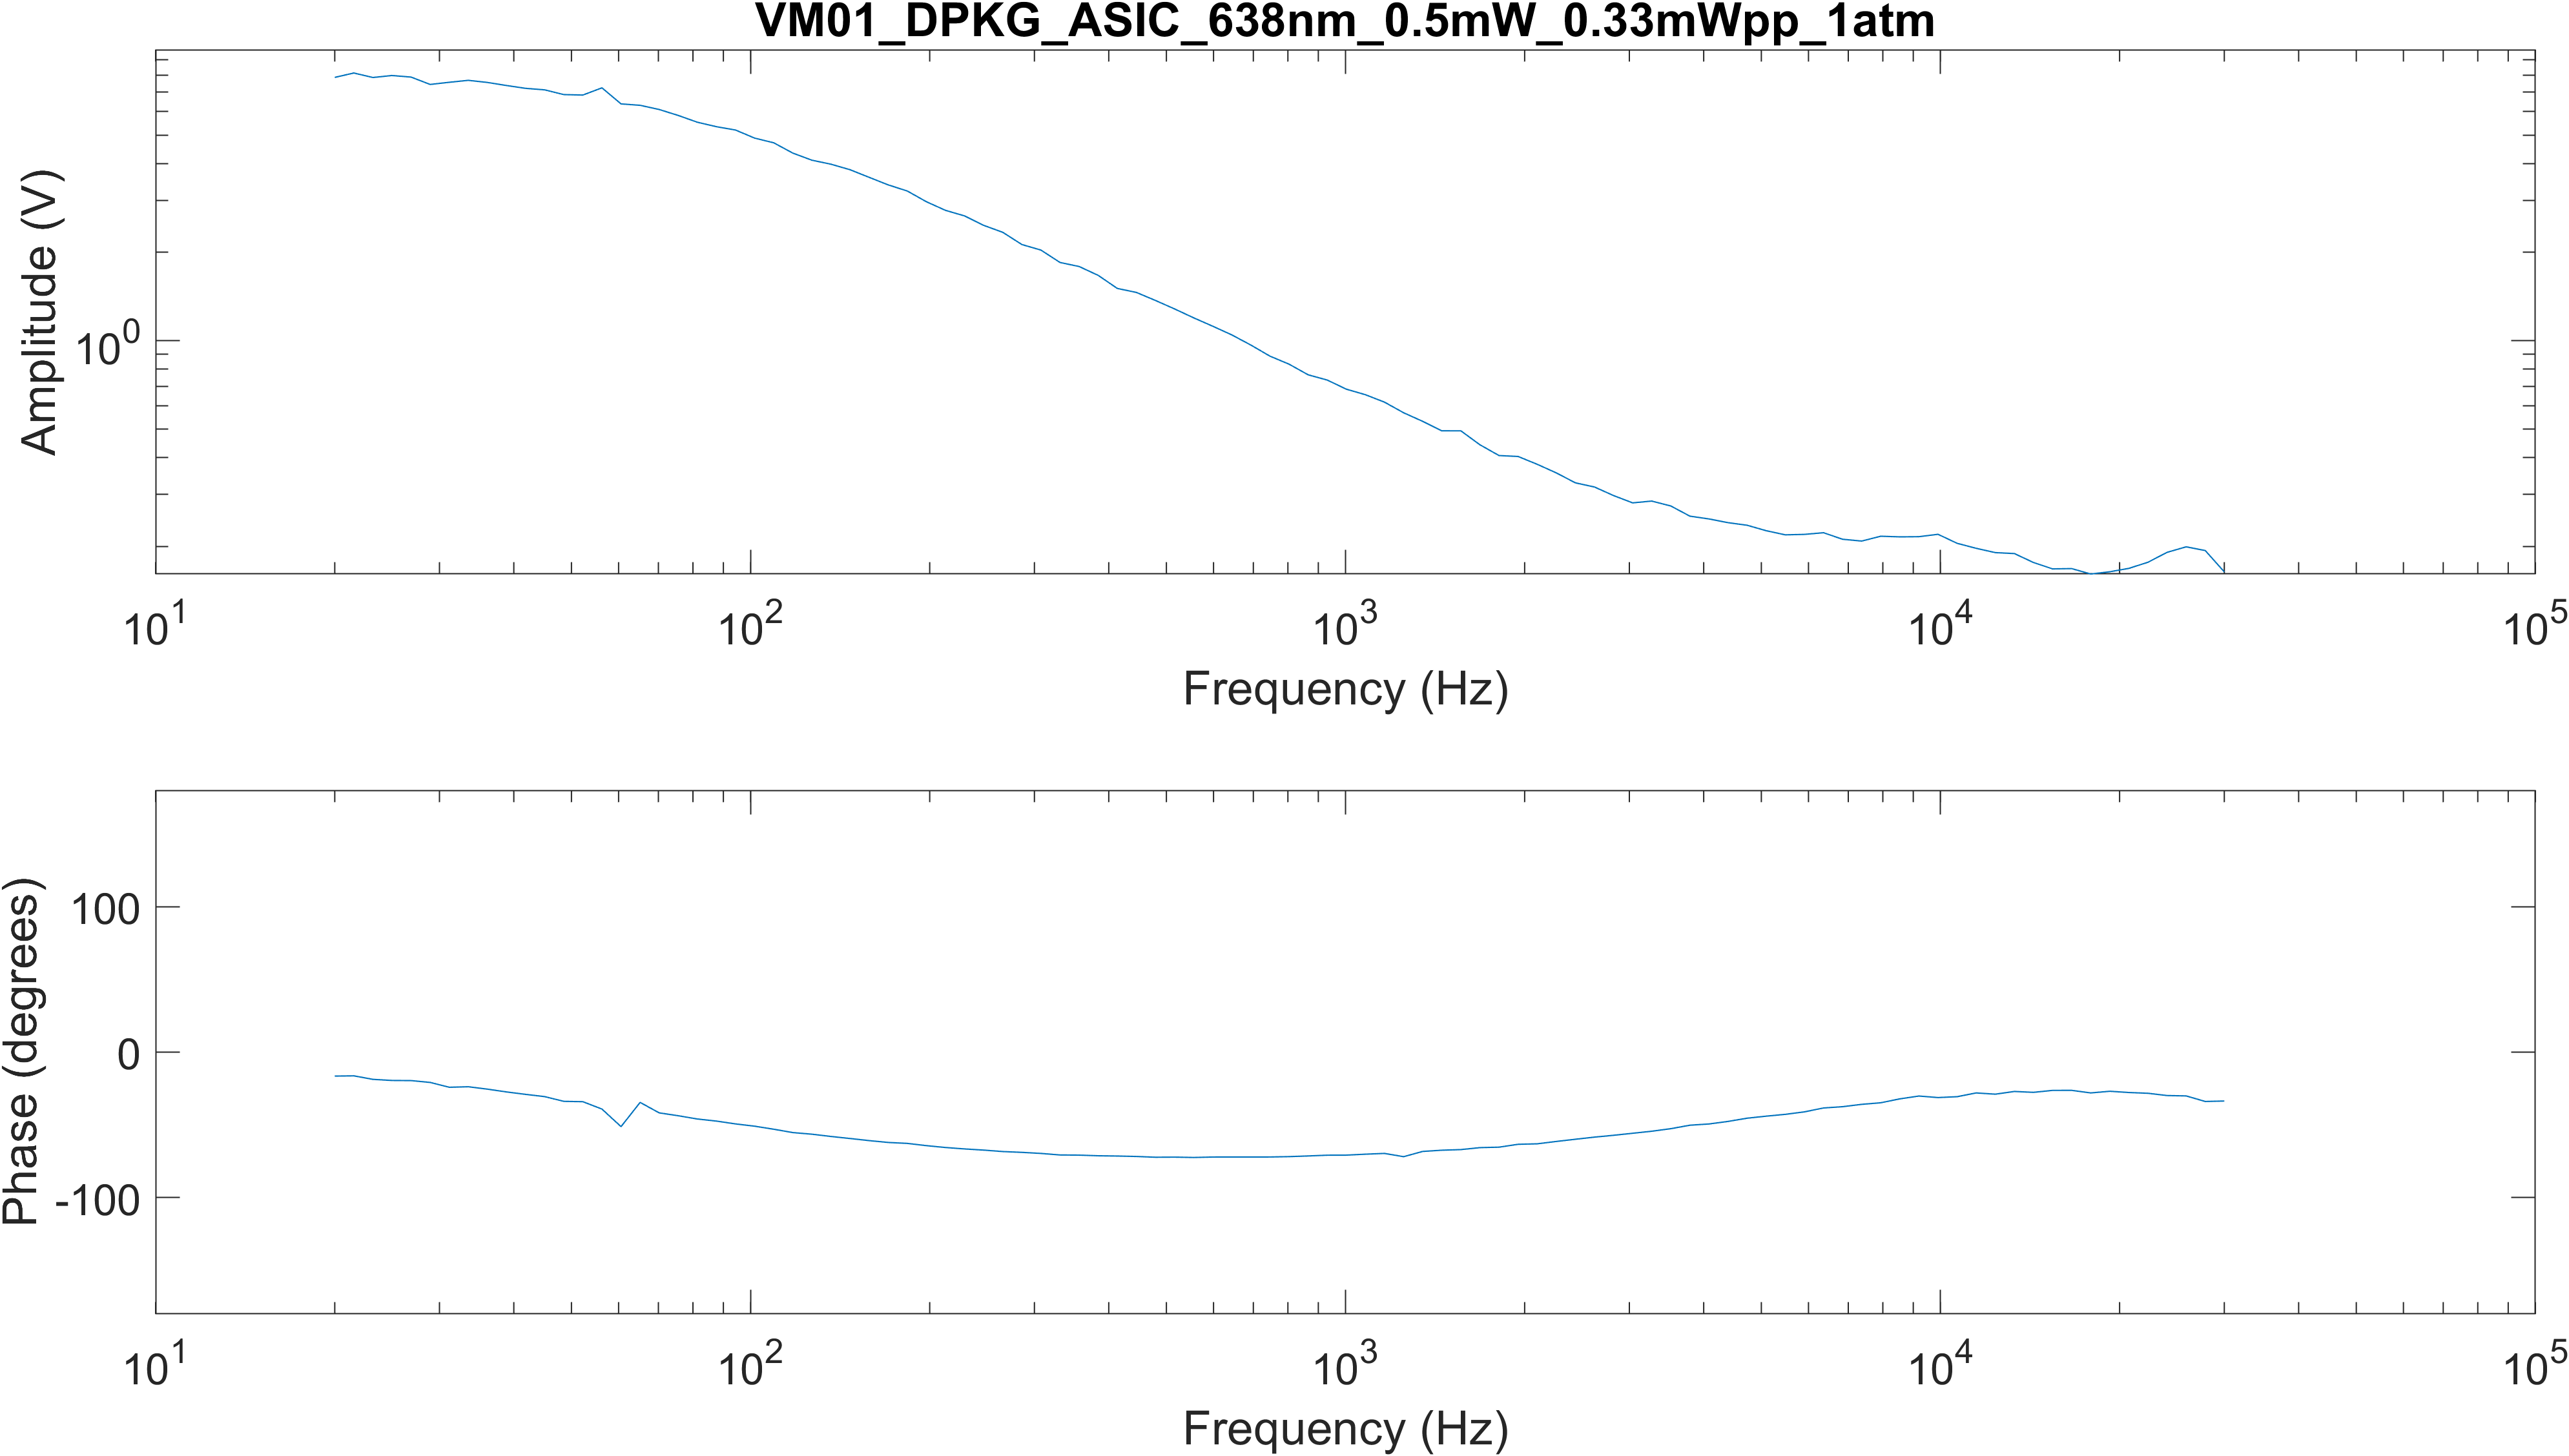 VM01_DPKG_ASIC_638nm_0.5mW_0.33mWpp_1atm
Amplitude (V)
10^0
10^1 10^2 10^3 10^4 10^5
Frequency (Hz)
Phase (degrees)
100
0
-100
10^1 10^2 10^3 10^4 10^5
Frequency (Hz)